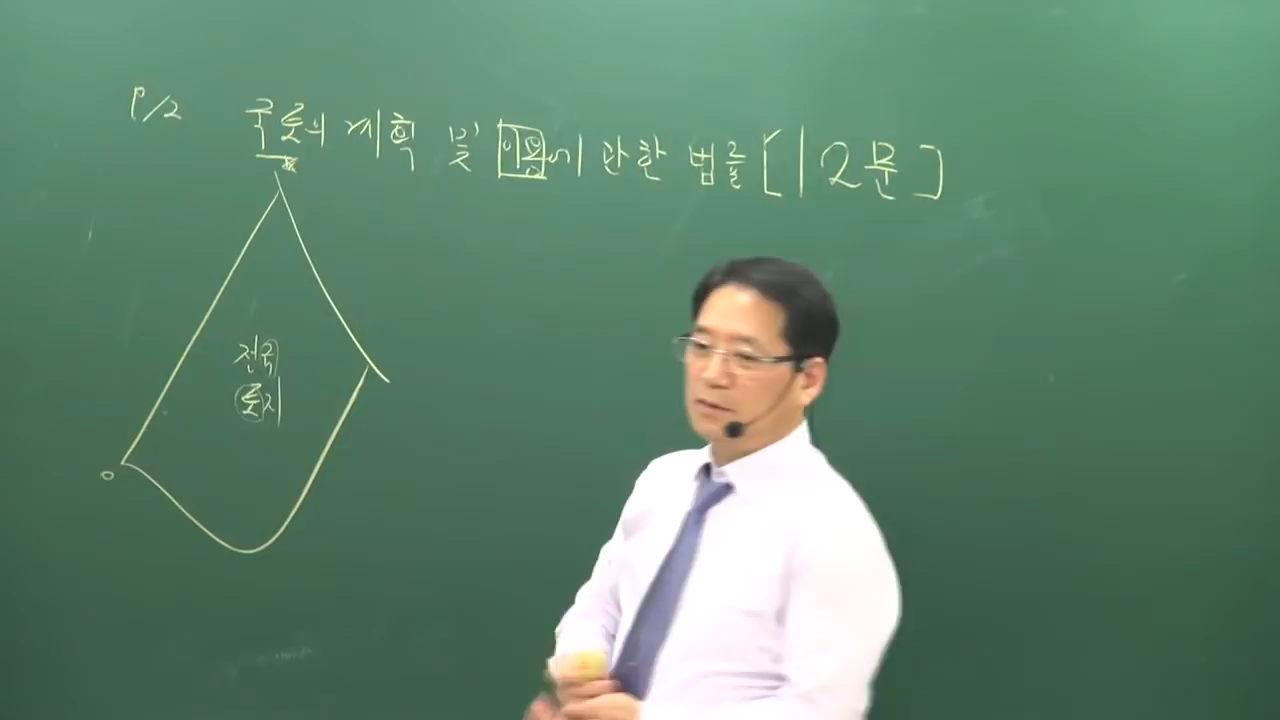 P/2 국토의 계획 및 이용에 관한 법률 [12문]
전국
토지